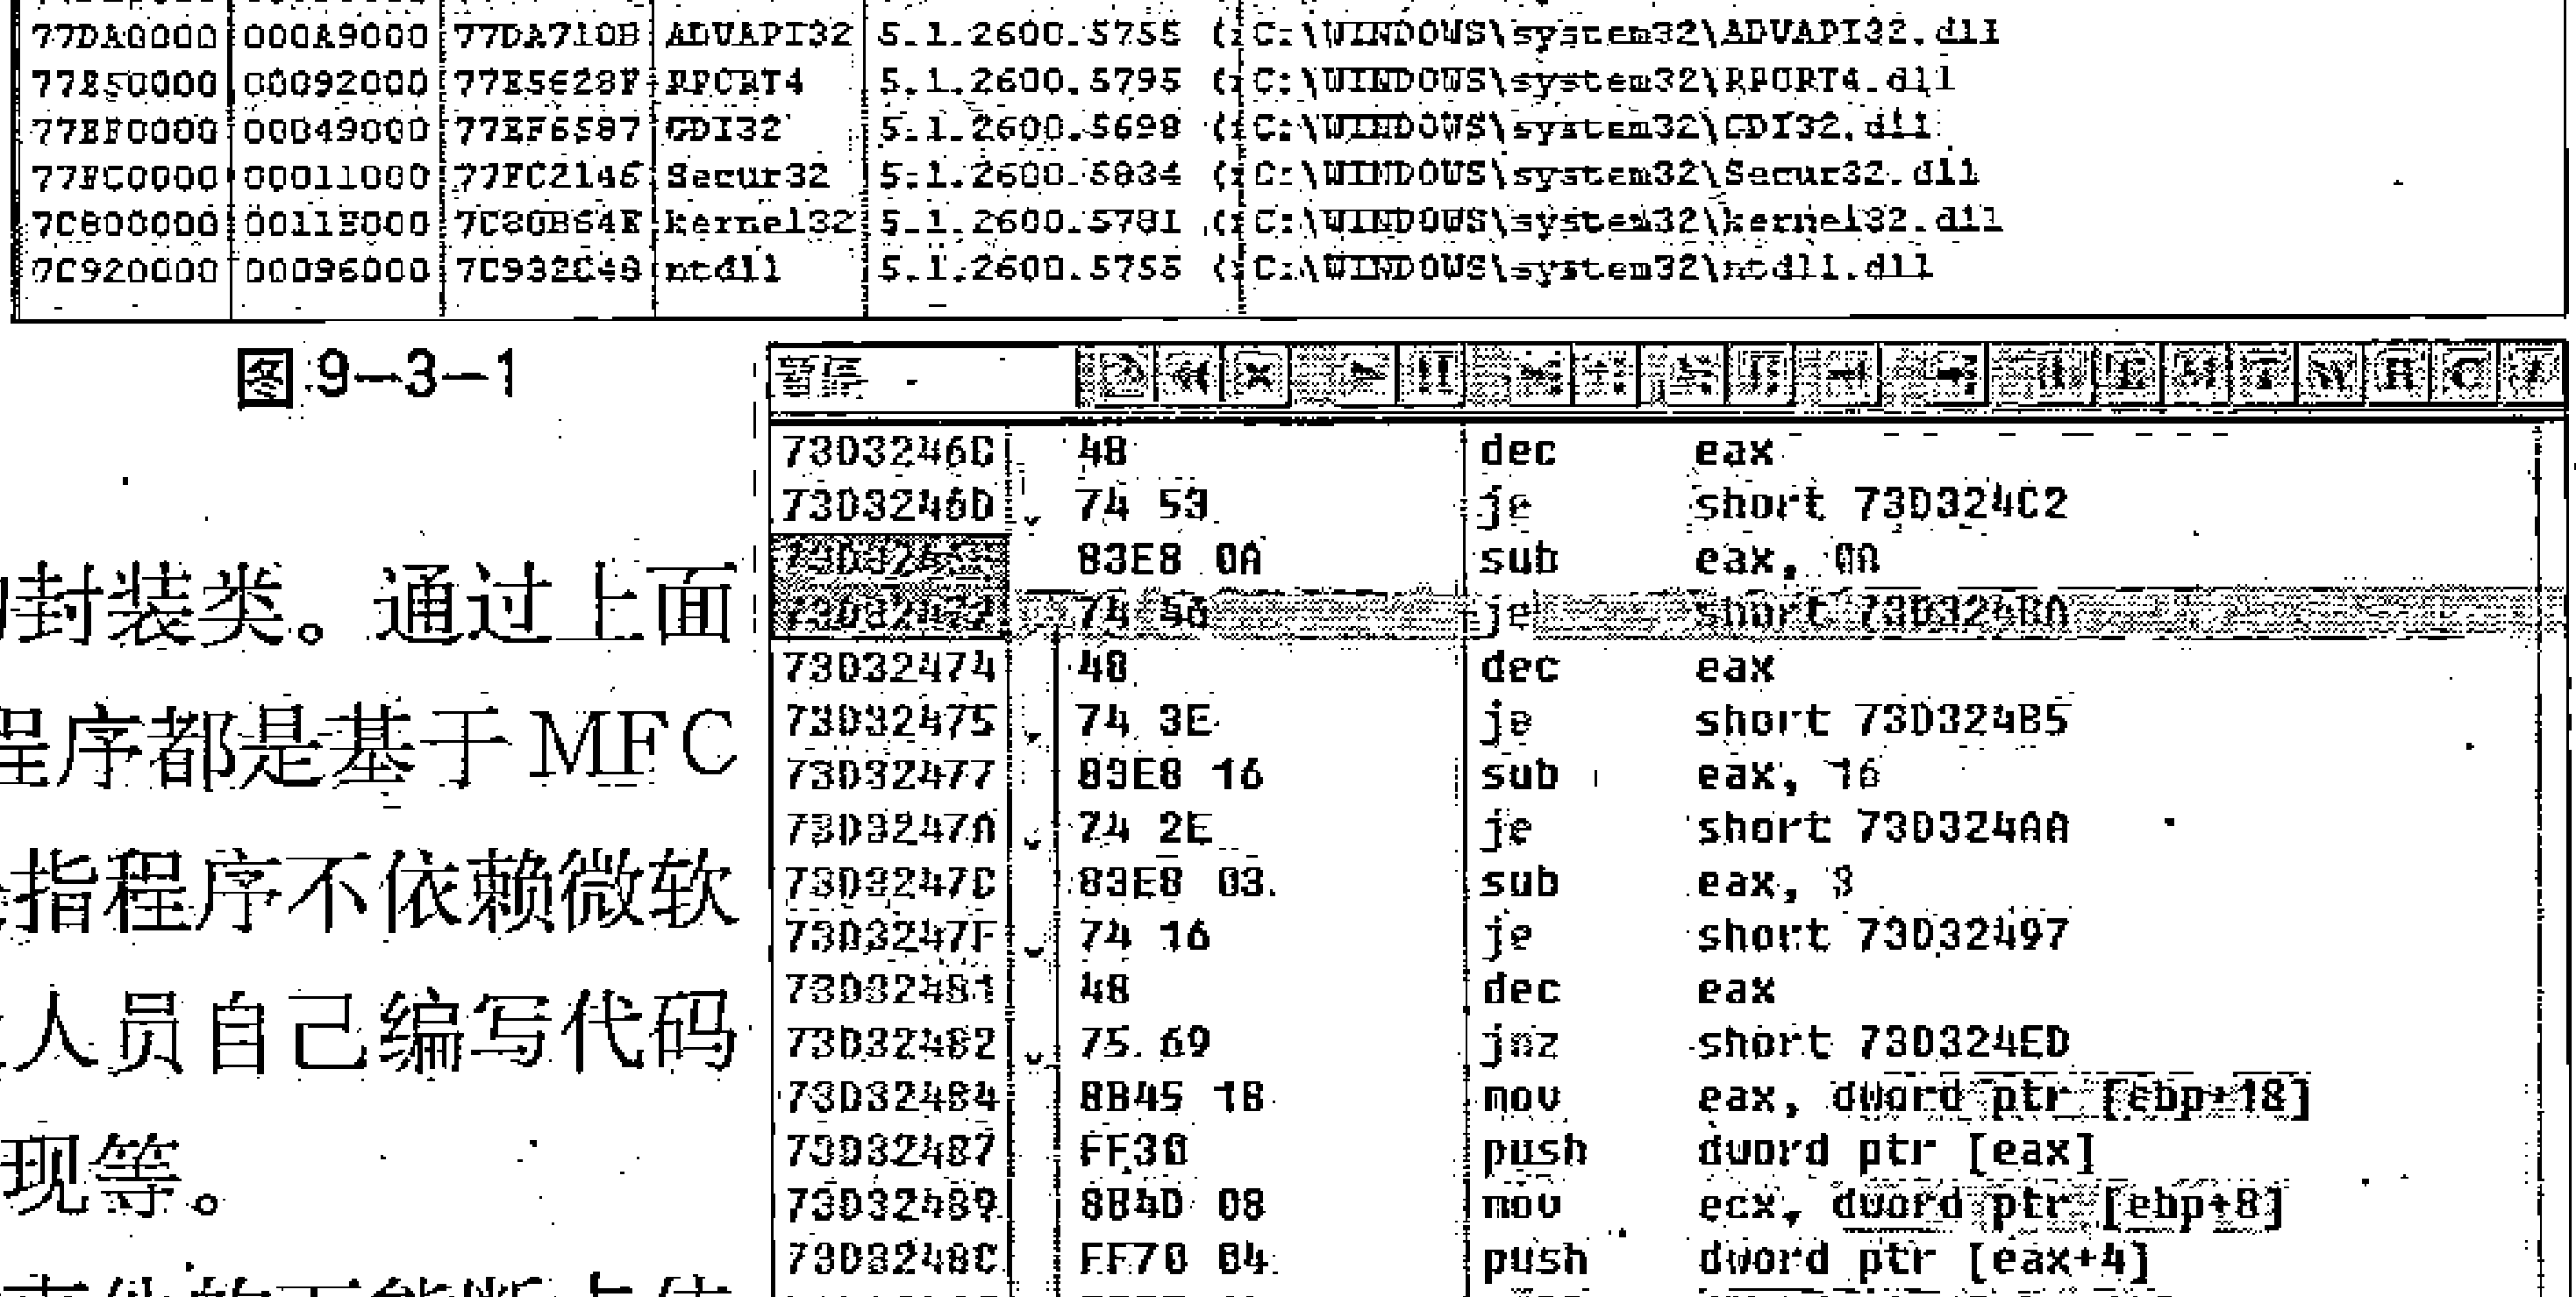 77DA0000 000A9000 77DA710B ADVAPI32 5.1.2600.5755 ( C:\WINDOWS\system32\ADVAPI32.dll
77E50000 00092000 77E5628F RPCRT4 5.1.2600.5795 ( C:\WINDOWS\system32\RPCRT4.dll
77EF0000 00049000 77EF6587 GDI32 5.1.2600.5698 ( C:\WINDOWS\system32\GDI32.dll
77FC0000 00011000 77FC2146 Secur32 5.1.2600.5834 ( C:\WINDOWS\system32\Secur32.dll
7C800000 0011E000 7C80B64E kernel32 5.1.2600.5781 ( C:\WINDOWS\system32\kernel32.dll
7C920000 00096000 7C932C48 ntdll 5.1.2600.5755 ( C:\WINDOWS\system32\ntdll.dll
图 9—3—1
封装类。通过上面
程序都是基于 MFC
指程序不依赖微软
人员自己编写代码
现等。
暂停
73D3246C 48 dec eax
73D3246D 74 53 je short 73D324C2
83E8 0A sub eax, 0A
73D32472 74 46 je short 73D324BA
73D32474 48 dec eax
73D32475 74 3E je short 73D324B5
73D32477 83E8 16 sub eax, 16
73D3247A 74 2E je short 73D324AA
73D3247C 83E8 03 sub eax, 3
73D3247F 74 16 je short 73D32497
73D32481 48 dec eax
73D32482 75 69 jnz short 73D324ED
73D32484 8B45 18 mov eax, dword ptr [ebp+18]
73D32487 FF30 push dword ptr [eax]
73D32489 8B4D 08 mov ecx, dword ptr [ebp+8]
73D3248C FF70 04 push dword ptr [eax+4]